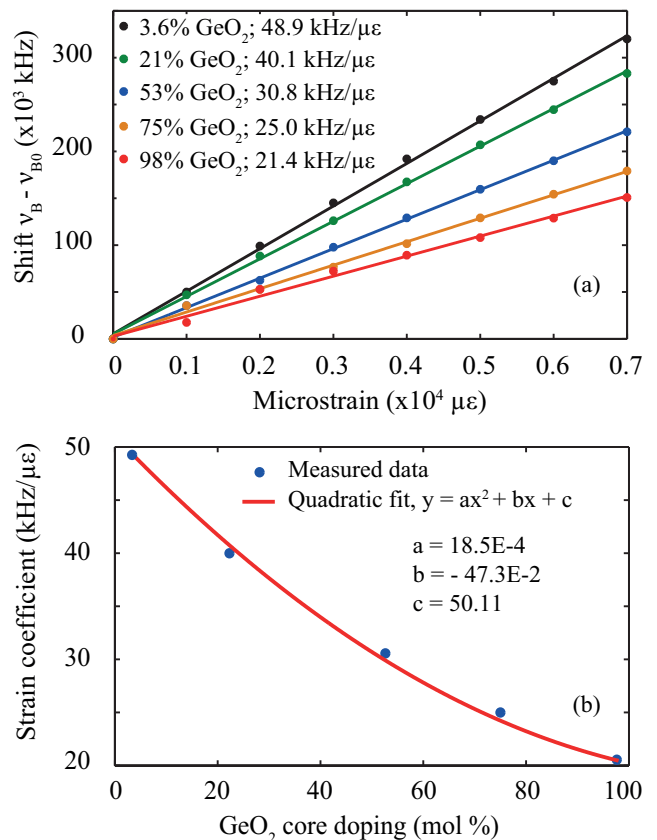 3.6% GeO₂; 48.9 kHz/με
21% GeO₂; 40.1 kHz/με
53% GeO₂; 30.8 kHz/με
75% GeO₂; 25.0 kHz/με
98% GeO₂; 21.4 kHz/με
Shift ν_B - ν_B0 (x10³ kHz)
300
200
100
0
(a)
0 0.1 0.2 0.3 0.4 0.5 0.6 0.7
Microstrain (x10⁴ με)
Strain coefficient (kHz/με)
50
40
30
20
Measured data
Quadratic fit, y = ax² + bx + c
a = 18.5E-4
b = - 47.3E-2
c = 50.11
(b)
0 20 40 60 80 100
GeO₂ core doping (mol %)